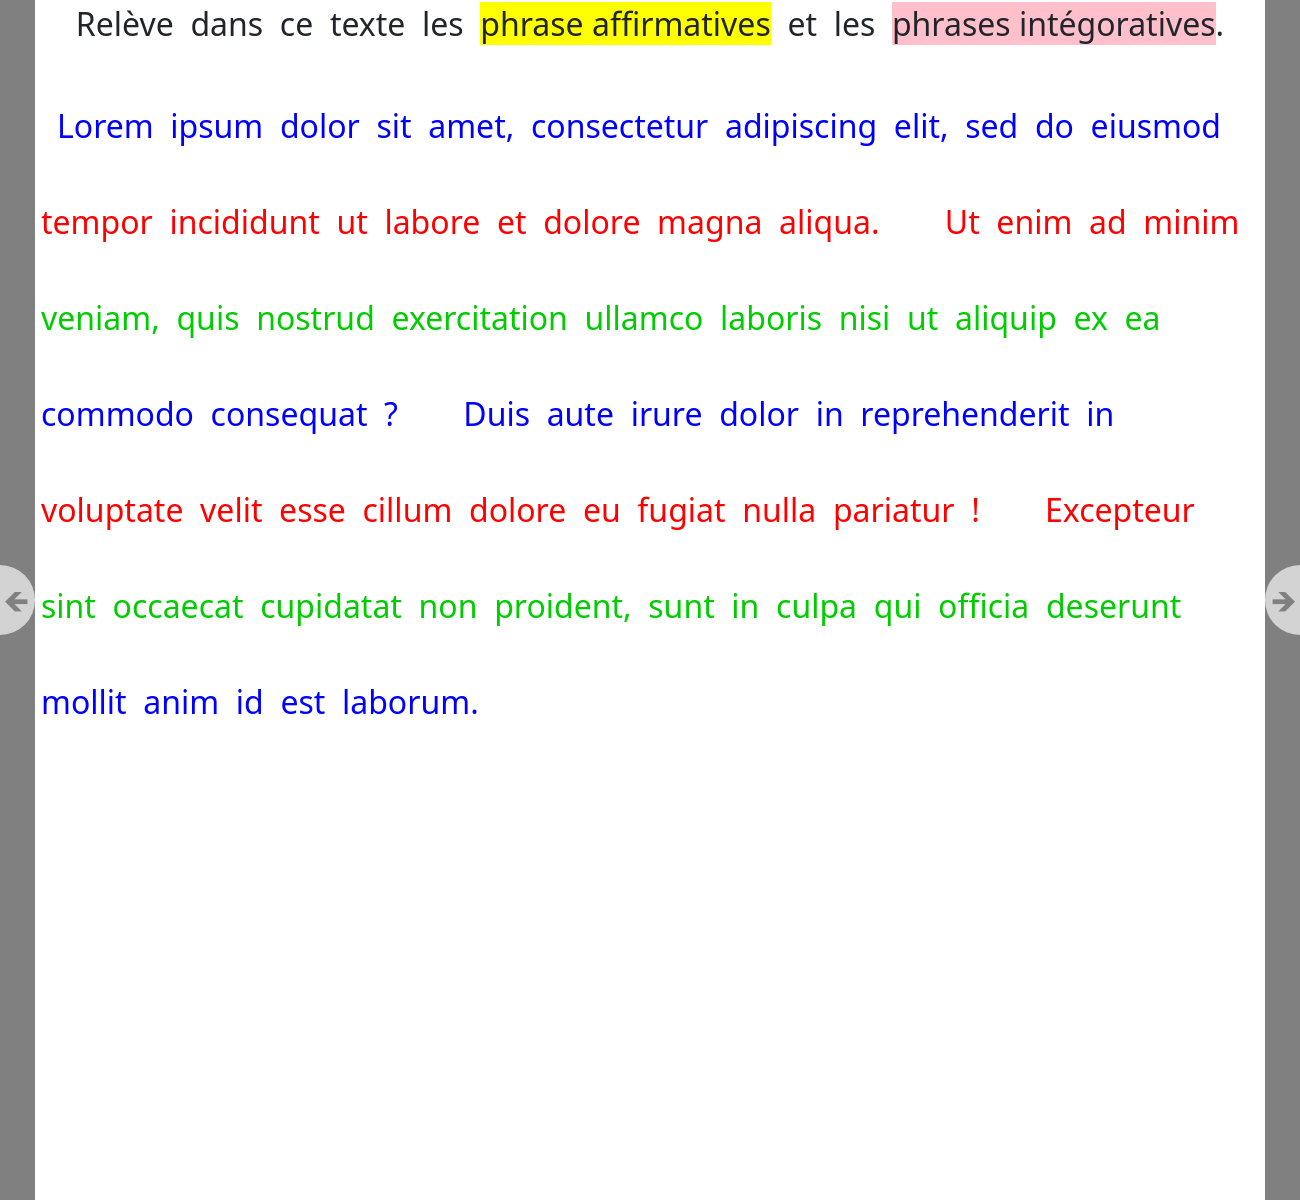 Relève dans ce texte les phrase affirmatives et les phrases intégoratives.
Lorem ipsum dolor sit amet, consectetur adipiscing elit, sed do eiusmod
tempor incididunt ut labore et dolore magna aliqua. Ut enim ad minim
veniam, quis nostrud exercitation ullamco laboris nisi ut aliquip ex ea
commodo consequat ? Duis aute irure dolor in reprehenderit in
voluptate velit esse cillum dolore eu fugiat nulla pariatur ! Excepteur
sint occaecat cupidatat non proident, sunt in culpa qui officia deserunt
mollit anim id est laborum.